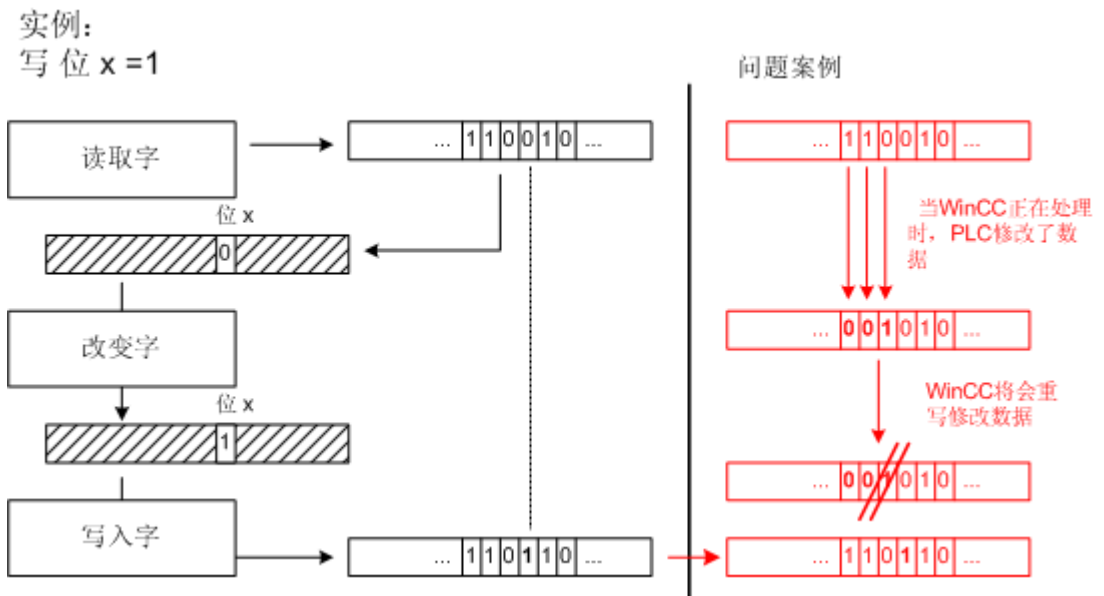 实例：
写 位 x =1
问题案例
读取字
... 1 1 0 0 1 0 ...
... 1 1 0 0 1 0 ...
位 x
0
当WinCC正在处理
时，PLC修改了数
据
改变字
... 0 0 1 0 1 0 ...
位 x
1
WinCC将会重
写修改数据
... 0 0 1 0 1 0 ...
写入字
... 1 1 0 1 1 0 ...
... 1 1 0 1 1 0 ...